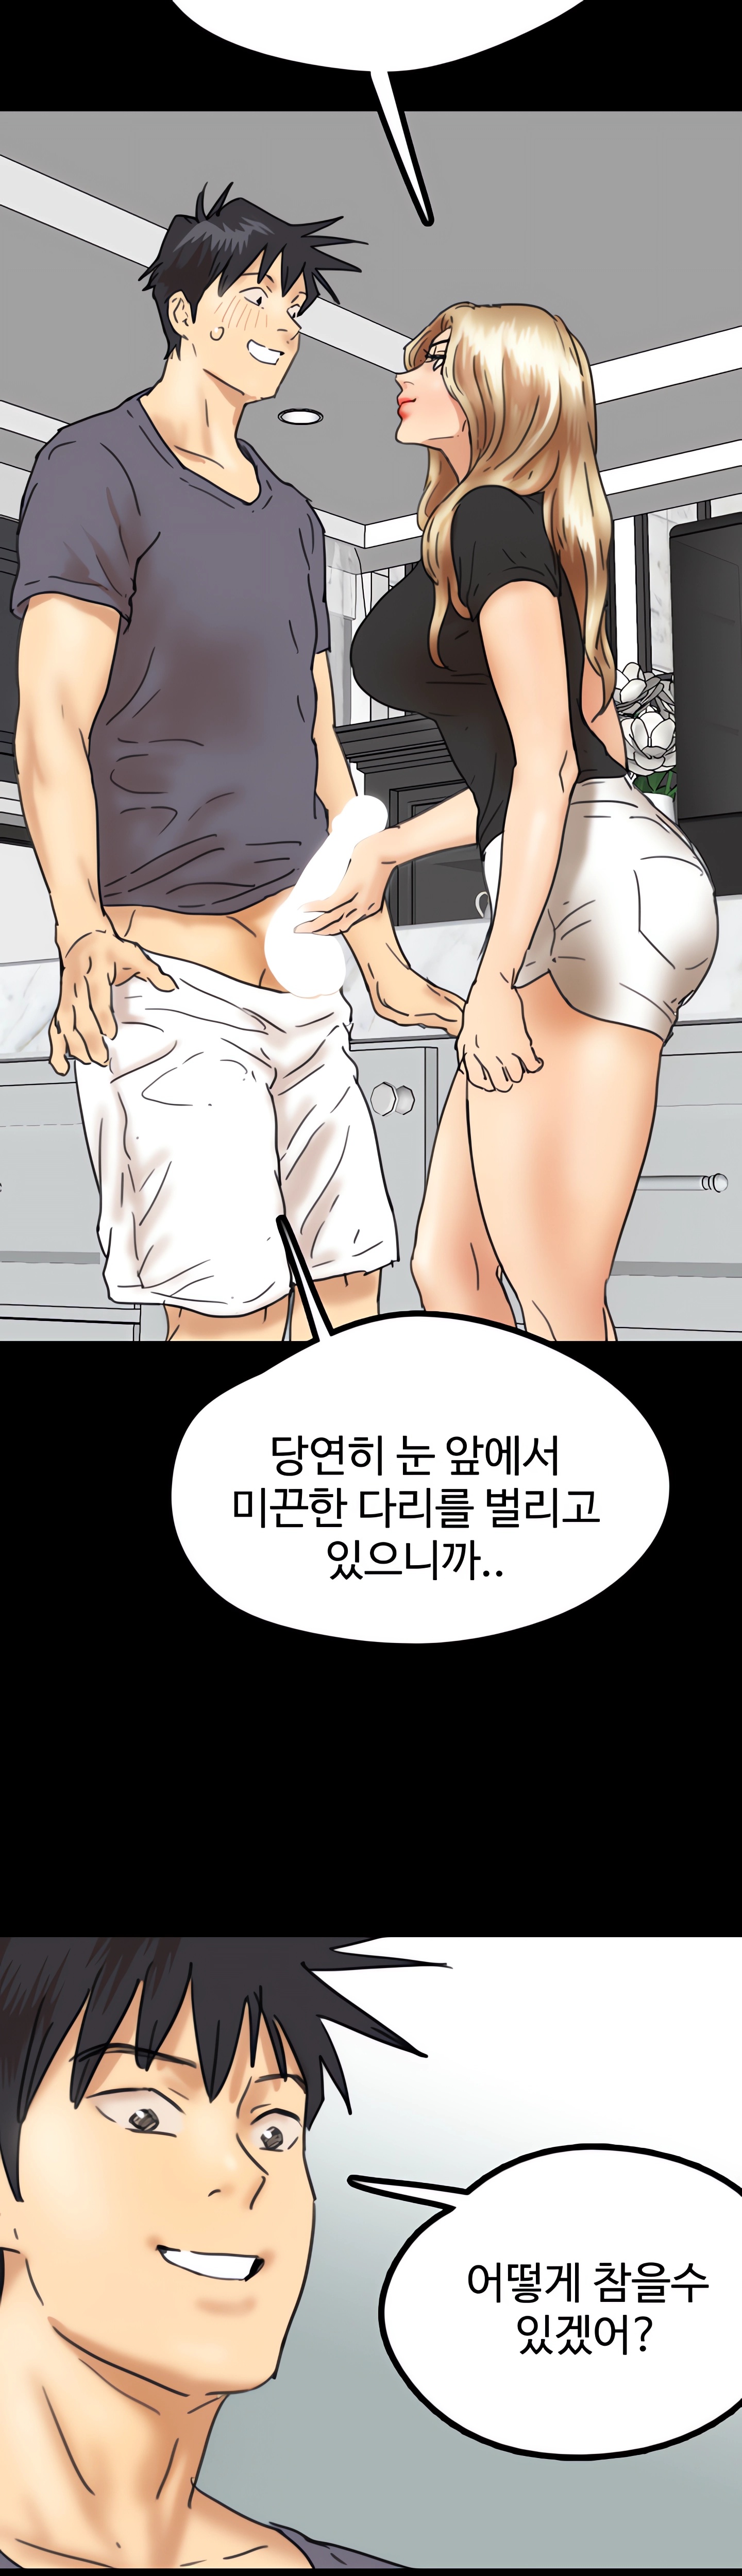 당연히 눈 앞에서
미끈한 다리를 벌리고
있으니까..
어떻게 참을수
있겠어?